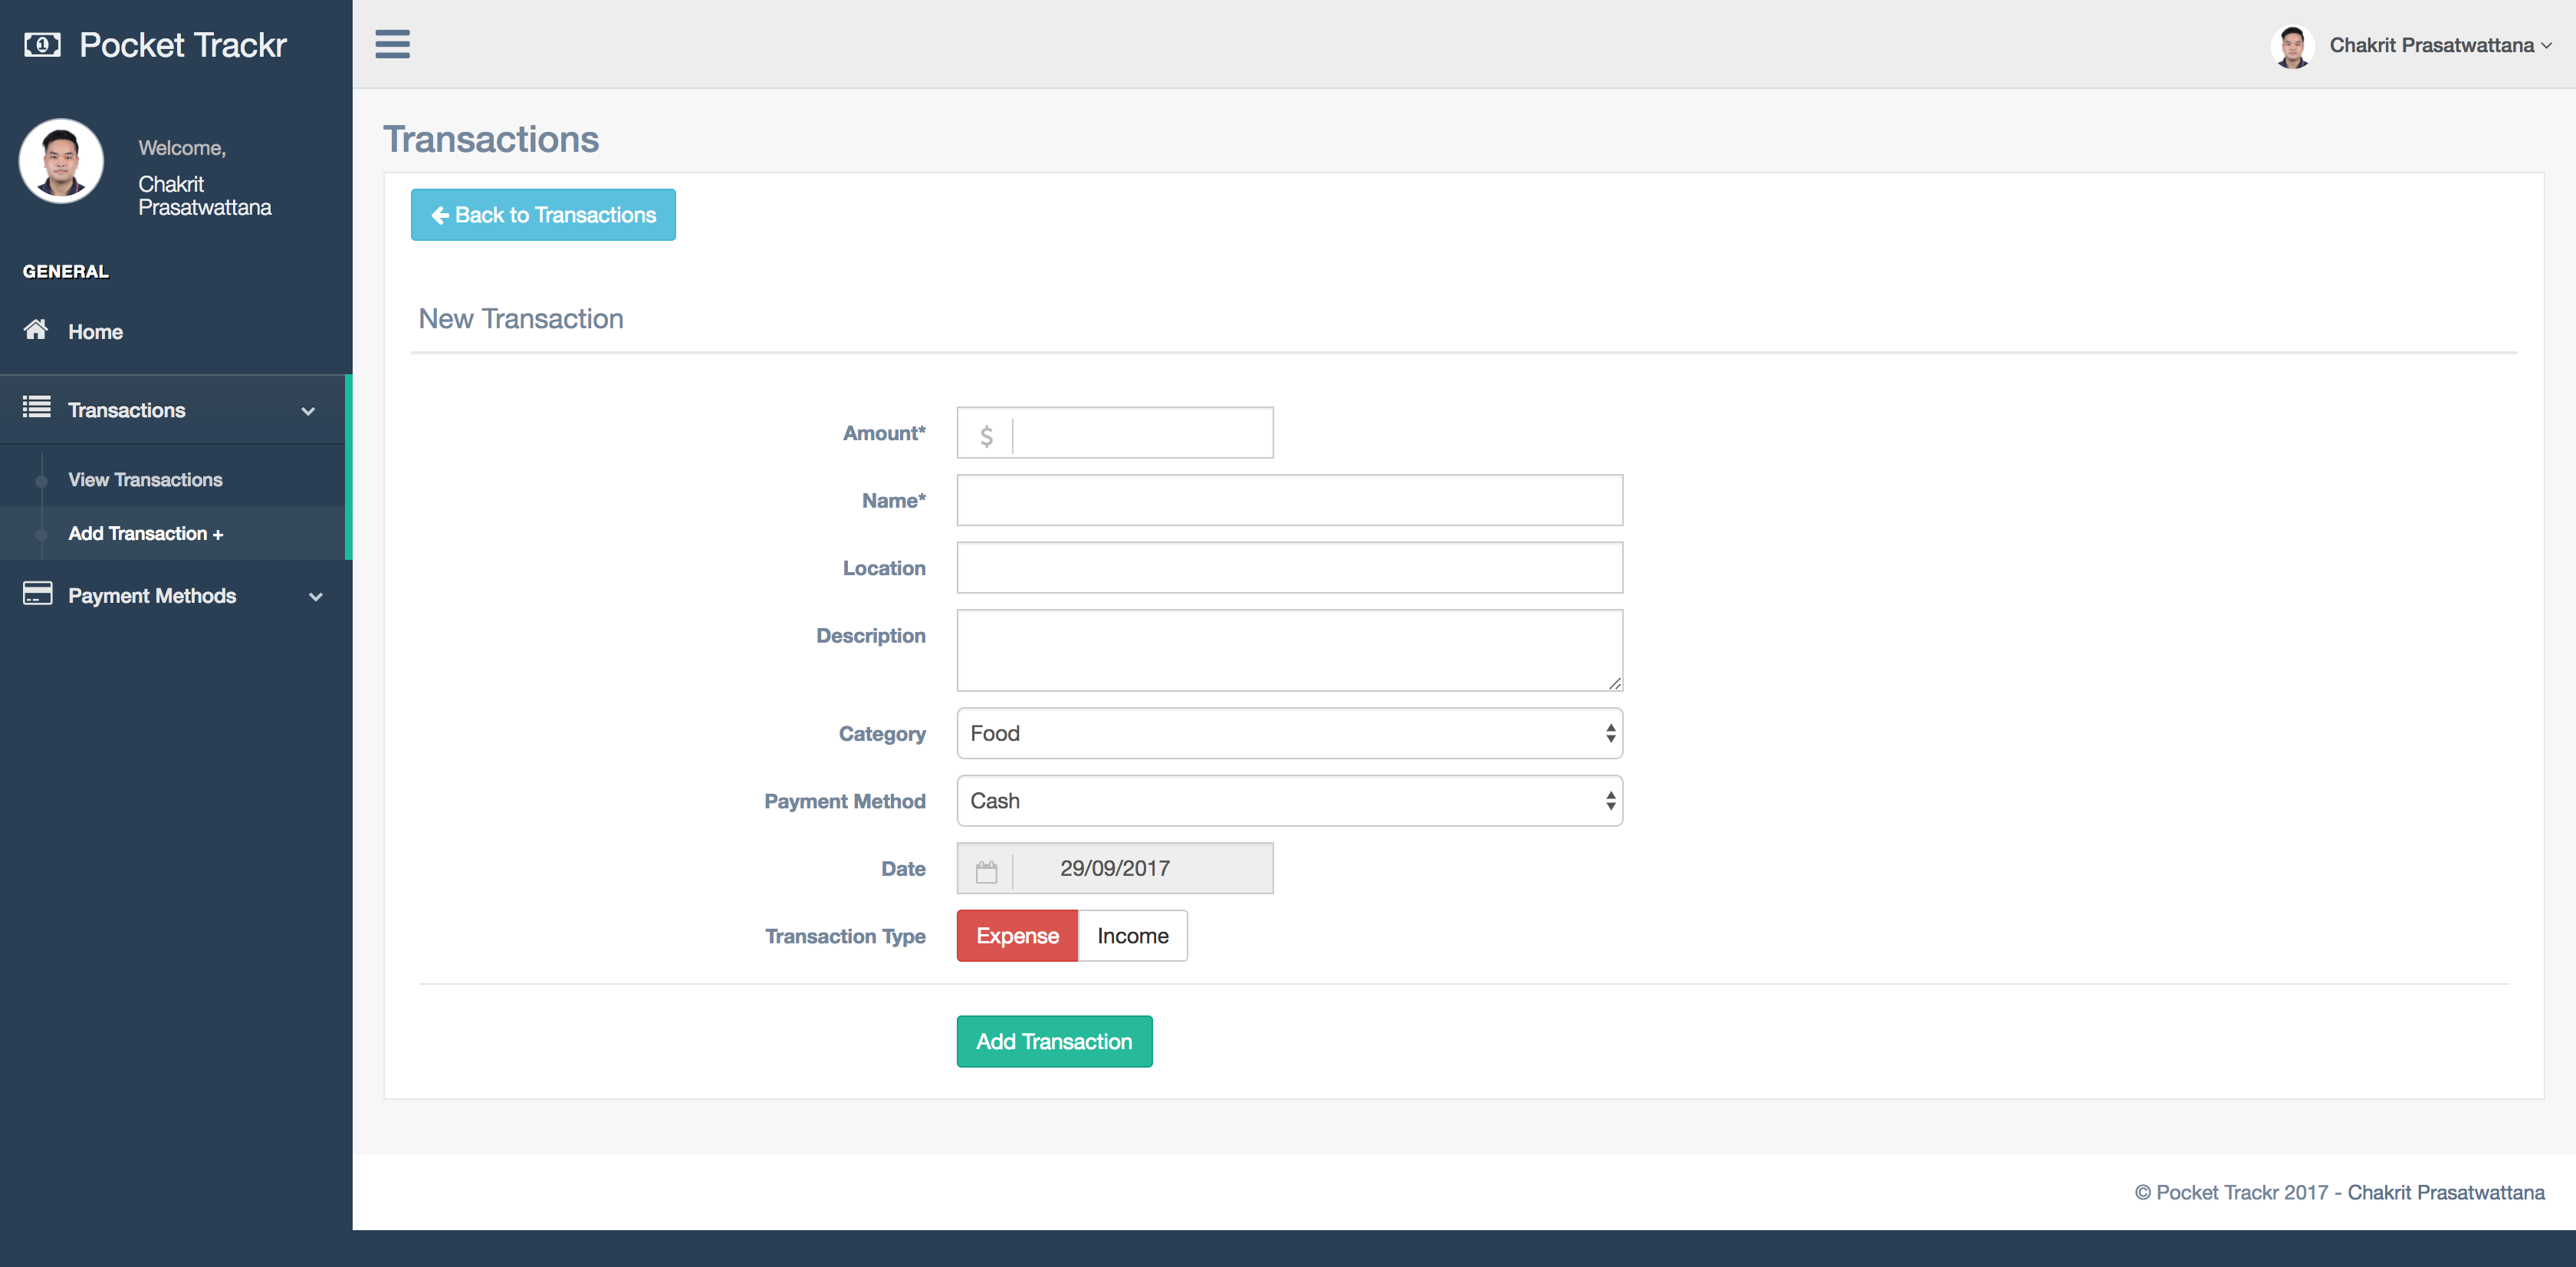 Pocket Trackr
Chakrit Prasatwattana
Welcome,
Chakrit
Prasatwattana
GENERAL
Home
Transactions
View Transactions
Add Transaction +
Payment Methods
Transactions
Back to Transactions
New Transaction
Amount*
$
Name*
Location
Description
Category
Food
Payment Method
Cash
Date
29/09/2017
Transaction Type
Expense
Income
Add Transaction
© Pocket Trackr 2017 - Chakrit Prasatwattana